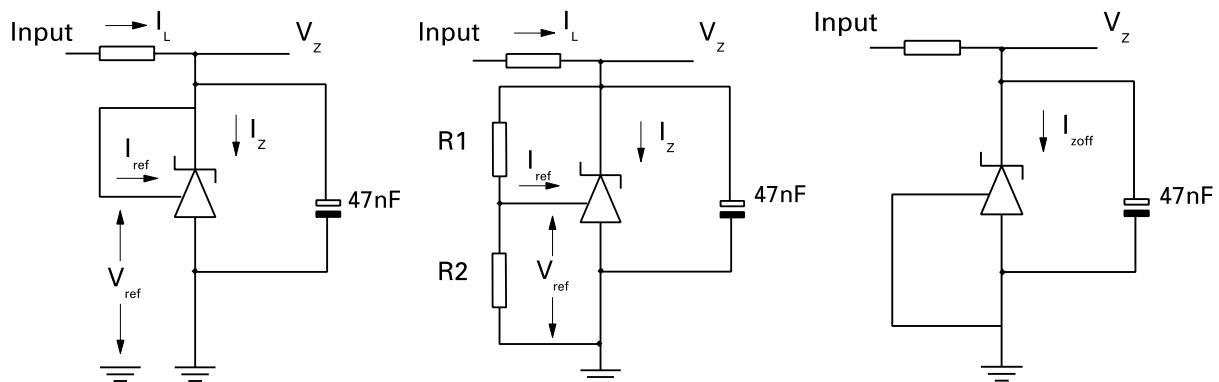 Input I_L V_Z
I_ref I_Z
47nF
V_ref
Input I_L V_Z
R1 I_ref I_Z
47nF
R2 V_ref
Input V_Z
I_zoff
47nF